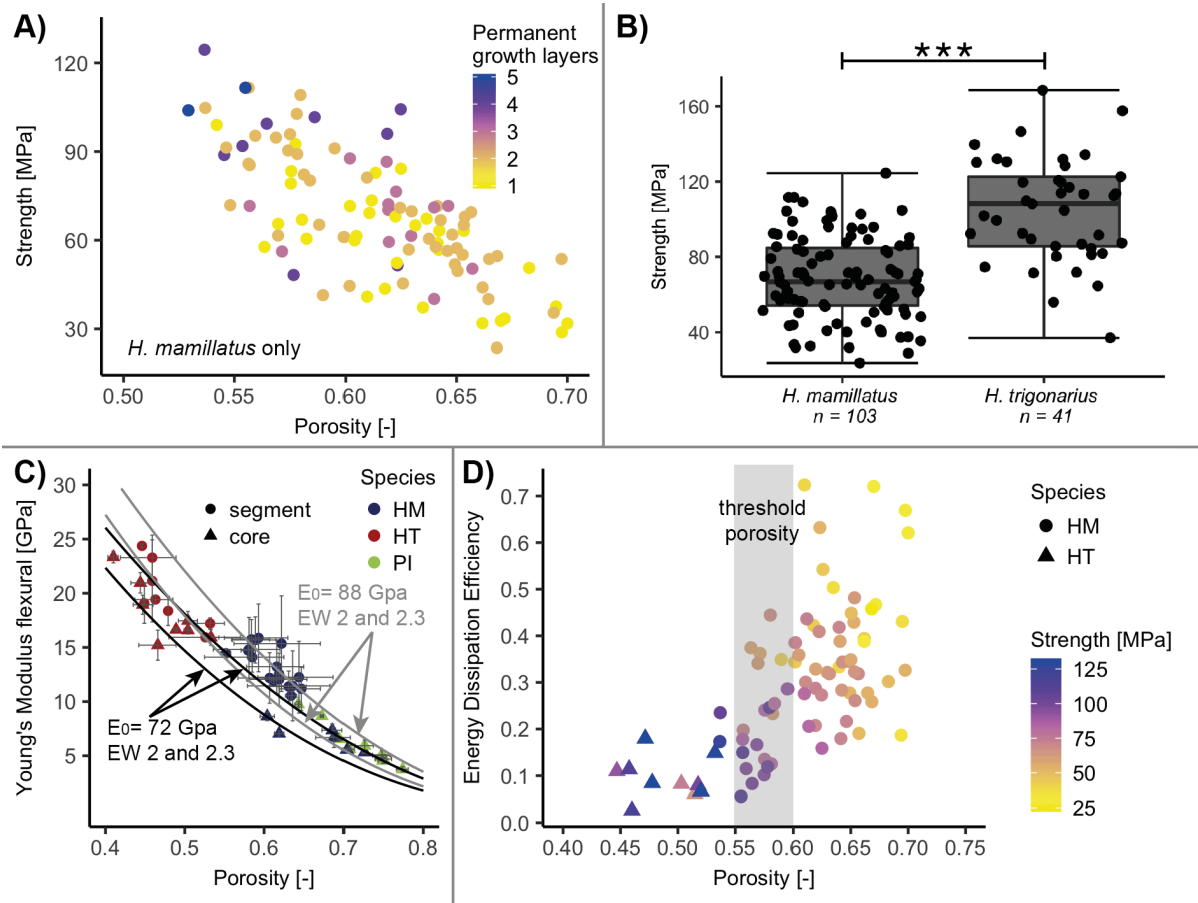 A)
Permanent
growth layers
5
4
3
2
1
Strength [MPa]
120
90
60
30
H. mamillatus only
0.50
0.55
0.60
0.65
0.70
Porosity [-]
B)
***
Strength [MPa]
160
120
80
40
H. mamillatus
n = 103
H. trigonarius
n = 41
C)
Young's Modulus flexural [GPa]
30
25
20
15
10
5
segment
core
Species
HM
HT
PI
E0= 88 Gpa
EW 2 and 2.3
E0= 72 Gpa
EW 2 and 2.3
0.4
0.5
0.6
0.7
0.8
Porosity [-]
D)
Energy Dissipation Efficiency
0.7
0.6
0.5
0.4
0.3
0.2
0.1
0.0
threshold
porosity
0.40
0.45
0.50
0.55
0.60
0.65
0.70
0.75
Porosity [-]
Species
HM
HT
Strength [MPa]
125
100
75
50
25